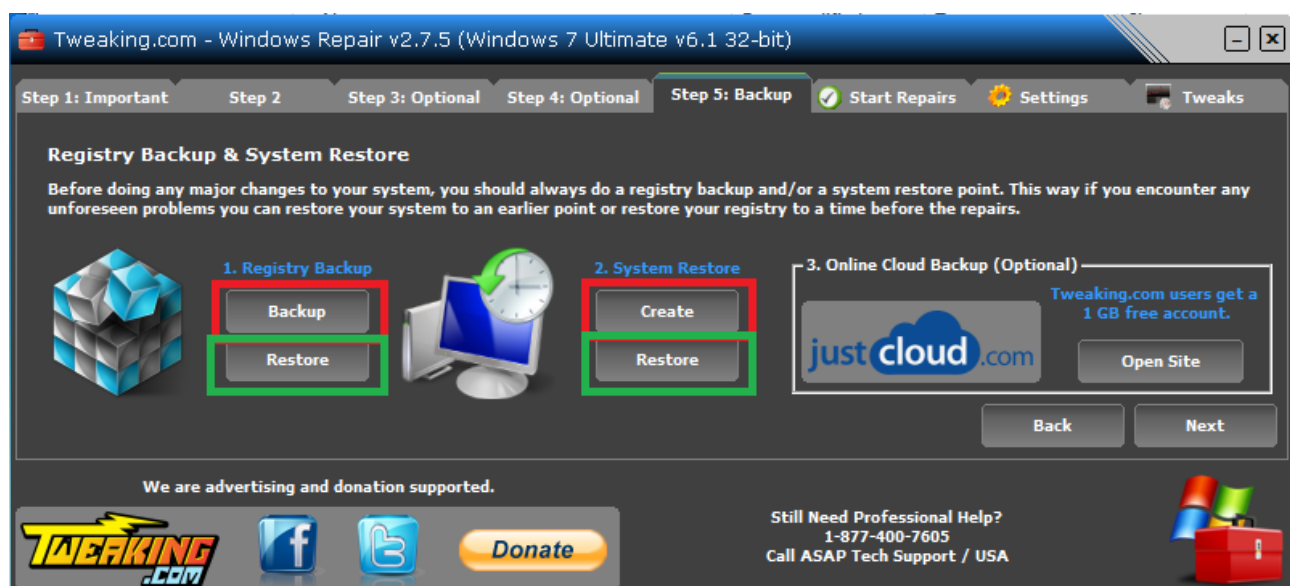 Tweaking.com - Windows Repair v2.7.5 (Windows 7 Ultimate v6.1 32-bit)
Step 1: Important
Step 2
Step 3: Optional
Step 4: Optional
Step 5: Backup
Start Repairs
Settings
Tweaks
Registry Backup & System Restore
Before doing any major changes to your system, you should always do a registry backup and/or a system restore point. This way if you encounter any
unforeseen problems you can restore your system to an earlier point or restore your registry to a time before the repairs.
1. Registry Backup
Backup
Restore
2. System Restore
Create
Restore
3. Online Cloud Backup (Optional)
justcloud.com
Tweaking.com users get a
1 GB free account.
Open Site
Back
Next
We are advertising and donation supported.
TWEAKING
.COM
Donate
Still Need Professional Help?
1-877-400-7605
Call ASAP Tech Support / USA